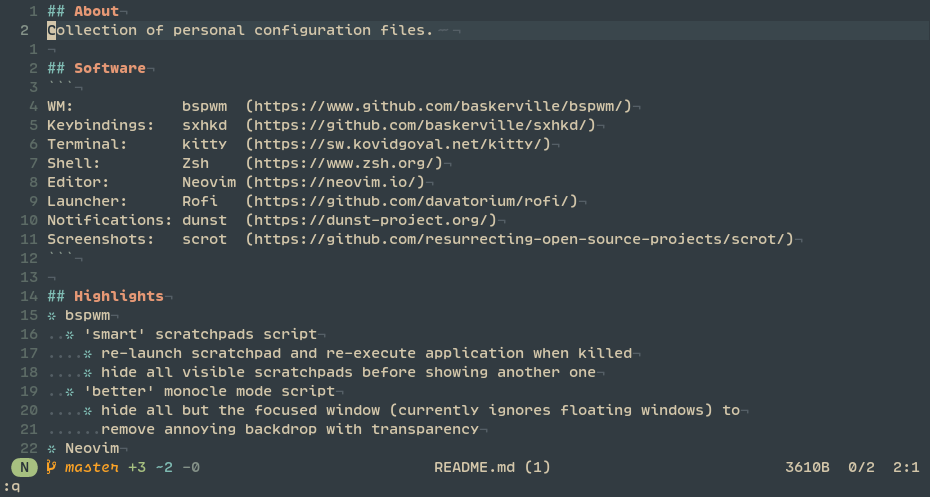 1 ## About¬
2 Collection of personal configuration files. — ¬
1 ¬
2 ## Software¬
3 ```¬
4 WM:            bspwm  (https://www.github.com/baskerville/bspwm/)¬
5 Keybindings:   sxhkd  (https://github.com/baskerville/sxhkd/)¬
6 Terminal:      kitty  (https://sw.kovidgoyal.net/kitty/)¬
7 Shell:         Zsh    (https://www.zsh.org/)¬
8 Editor:        Neovim (https://neovim.io/)¬
9 Launcher:      Rofi   (https://github.com/davatorium/rofi/)¬
10 Notifications: dunst  (https://dunst-project.org/)¬
11 Screenshots:   scrot  (https://github.com/resurrecting-open-source-projects/scrot/)¬
12 ```¬
13 ¬
14 ## Highlights¬
15 ፨ bspwm¬
16 ..፨ 'smart' scratchpads script¬
17 ....፨ re-launch scratchpad and re-execute application when killed¬
18 ....፨ hide all visible scratchpads before showing another one¬
19 ..፨ 'better' monocle mode script¬
20 ....፨ hide all but the focused window (currently ignores floating windows) to¬
21 ......remove annoying backdrop with transparency¬
22 ፨ Neovim¬
N master +3 ~2 -0 README.md (1) 3610B 0/2 2:1
:q